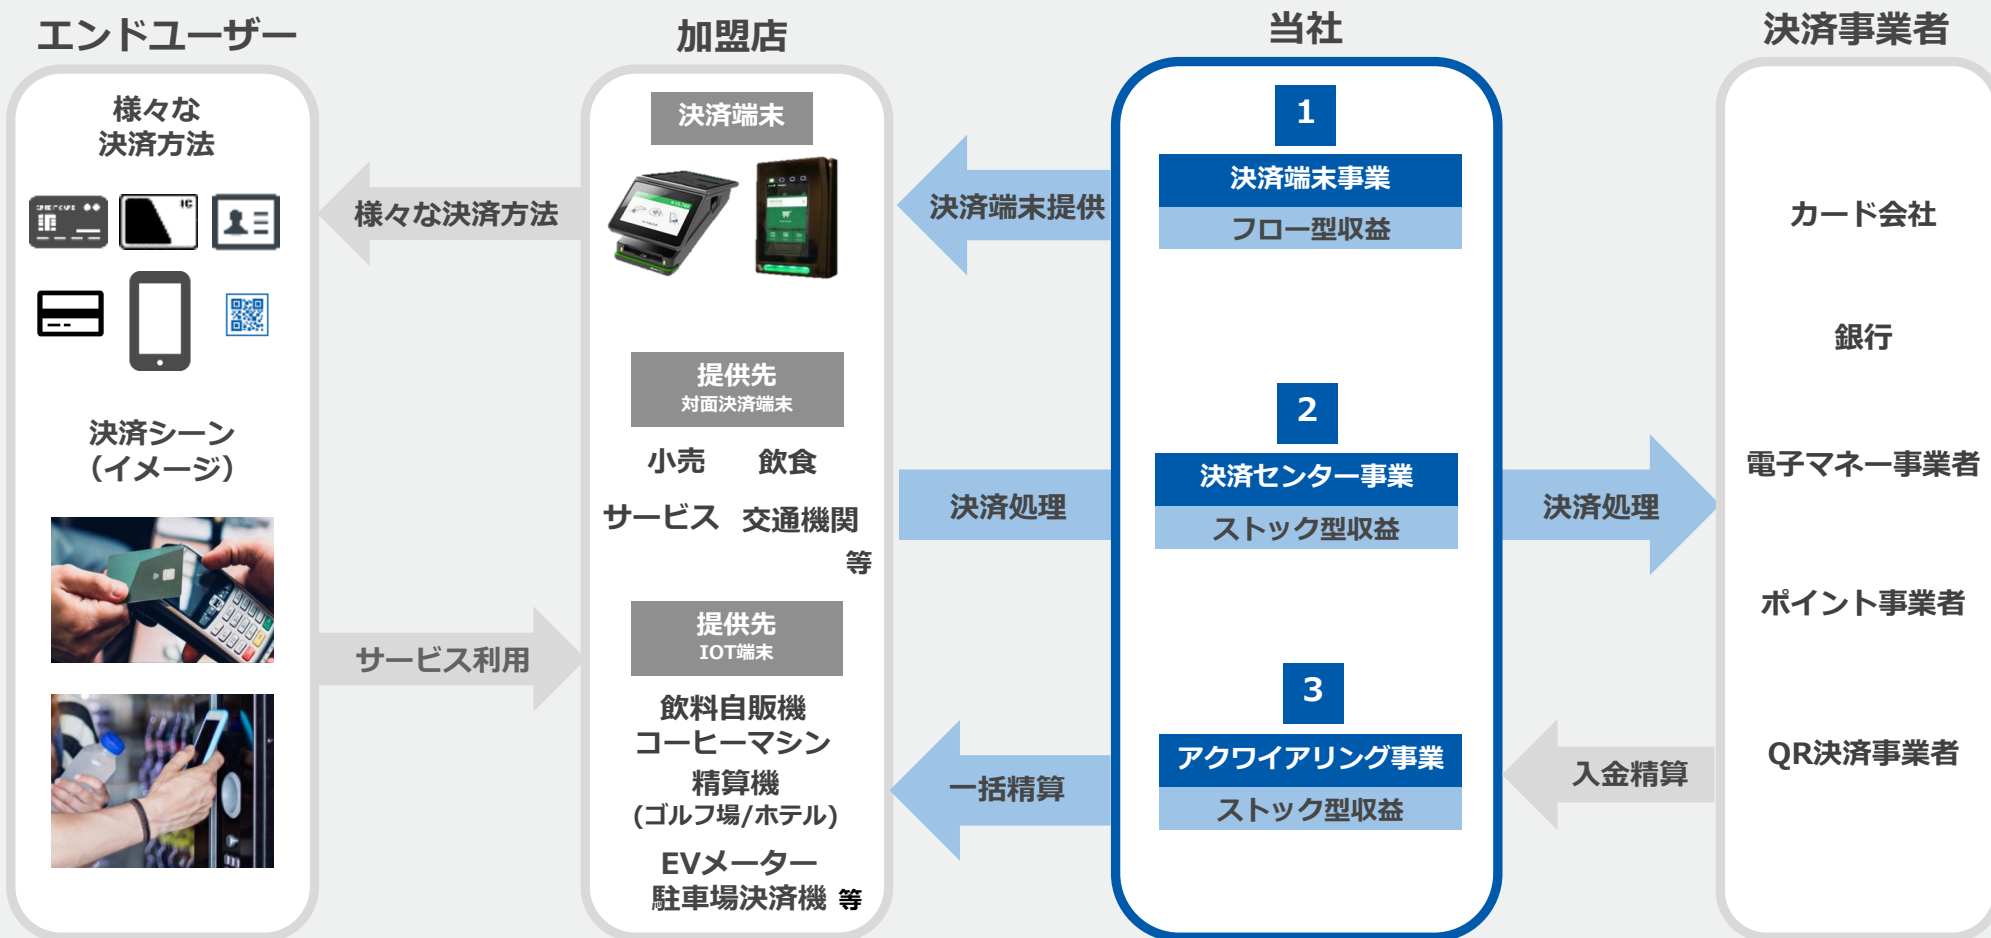 エンドユーザー
様々な
決済方法
CREDIT CARD
IC
決済シーン
（イメージ）
様々な決済方法
サービス利用
加盟店
決済端末
提供先
対面決済端末
小売 飲食
サービス 交通機関
等
提供先
IOT端末
飲料自販機
コーヒーマシン
精算機
(ゴルフ場/ホテル)
EVメーター
駐車場決済機 等
決済端末提供
決済処理
一括精算
当社
1
決済端末事業
フロー型収益
2
決済センター事業
ストック型収益
3
アクワイアリング事業
ストック型収益
決済処理
入金精算
決済事業者
カード会社
銀行
電子マネー事業者
ポイント事業者
QR決済事業者